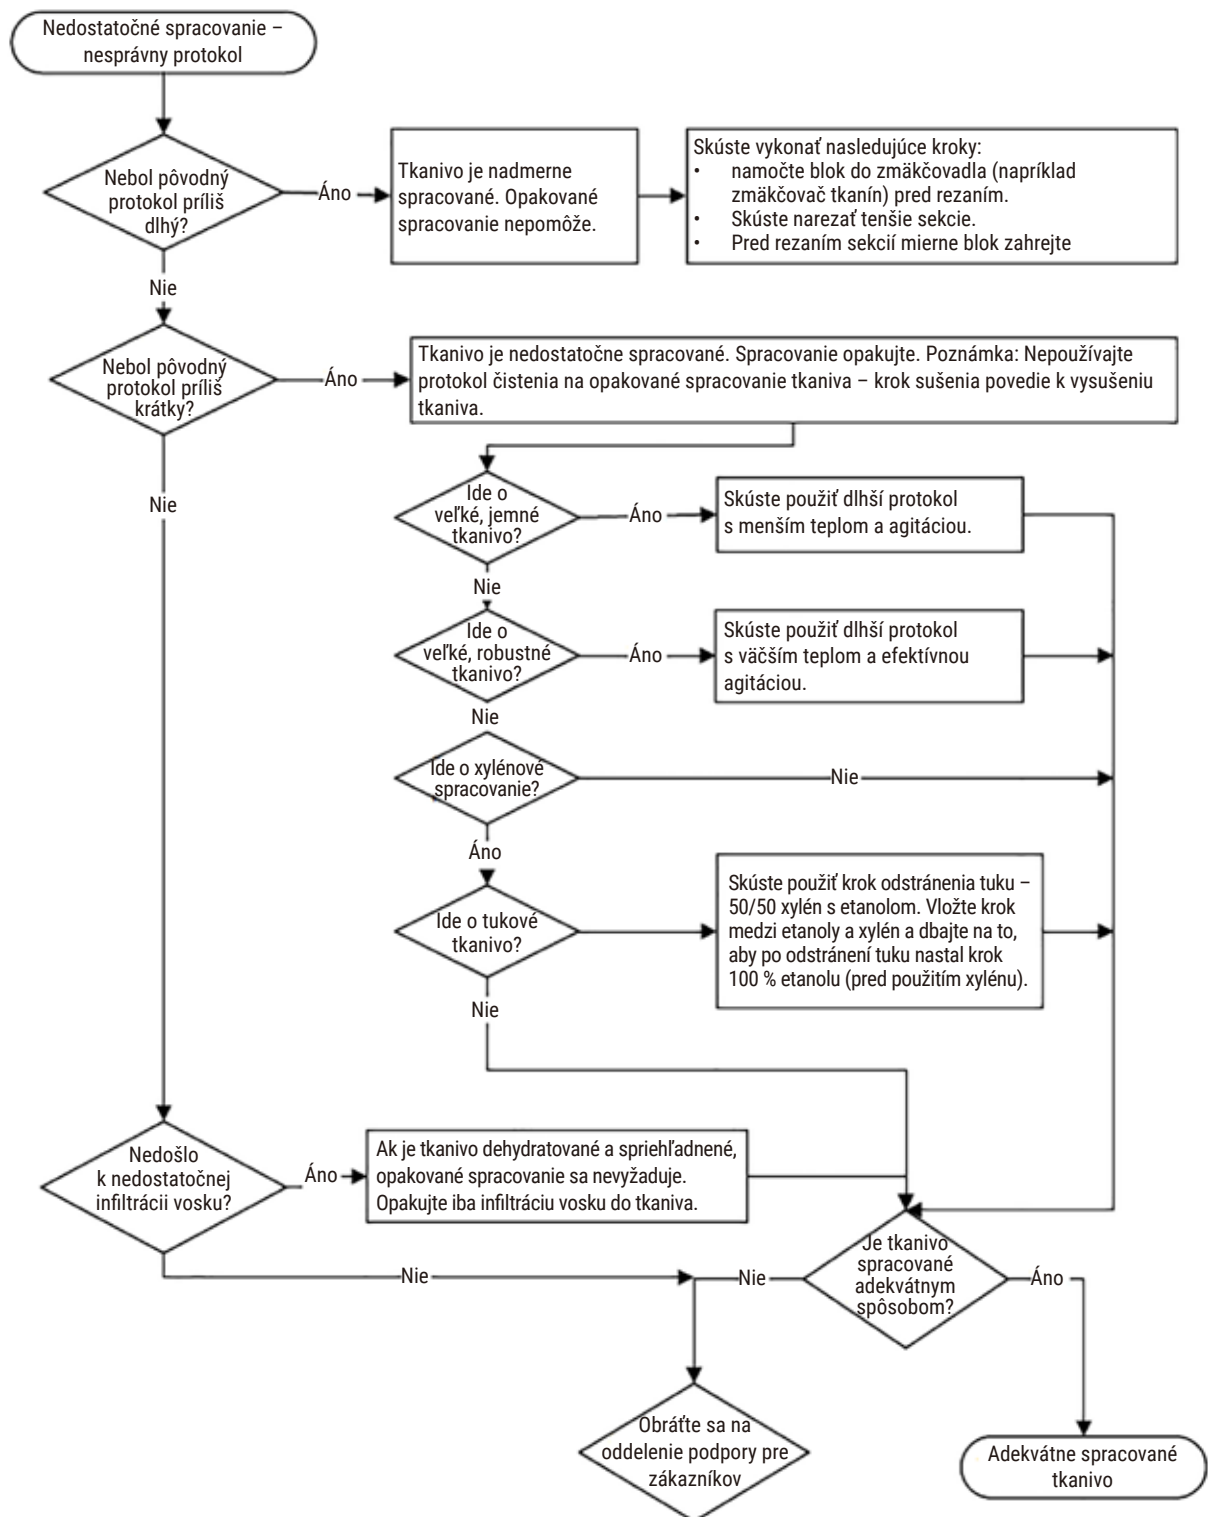 Nedostatočné spracovanie –
nesprávny protokol
Nebol pôvodný
protokol príliš
dlhý?
Áno
Tkanivo je nadmerne
spracované. Opakované
spracovanie nepomôže.
Skúste vykonať nasledujúce kroky:
• namočte blok do zmäkčovadla (napríklad
zmäkčovač tkanín) pred rezaním.
• Skúste narezať tenšie sekcie.
• Pred rezaním sekcií mierne blok zahrejte
Nie
Nebol pôvodný
protokol príliš
krátky?
Áno
Tkanivo je nedostatočne spracované. Spracovanie opakujte. Poznámka: Nepoužívajte
protokol čistenia na opakované spracovanie tkaniva – krok sušenia povedie k vysušeniu
tkaniva.
Nie
Ide o
veľké, jemné
tkanivo?
Áno
Skúste použiť dlhší protokol
s menším teplom a agitáciou.
Nie
Ide o
veľké, robustné
tkanivo?
Áno
Skúste použiť dlhší protokol
s väčším teplom a efektívnou
agitáciou.
Nie
Ide o xylénové
spracovanie?
Nie
Áno
Ide o tukové
tkanivo?
Skúste použiť krok odstránenia tuku –
50/50 xylén s etanolom. Vložte krok
medzi etanoly a xylén a dbajte na to,
aby po odstránení tuku nastal krok
100 % etanolu (pred použitím xylénu).
Nie
Nedošlo
k nedostatočnej
infiltrácii vosku?
Áno
Ak je tkanivo dehydratované a spriehľadnené,
opakované spracovanie sa nevyžaduje.
Opakujte iba infiltráciu vosku do tkaniva.
Nie
Je tkanivo
spracované
adekvátnym
spôsobom?
Nie
Áno
Obráťte sa na
oddelenie podpory pre
zákazníkov
Adekvátne spracované
tkanivo